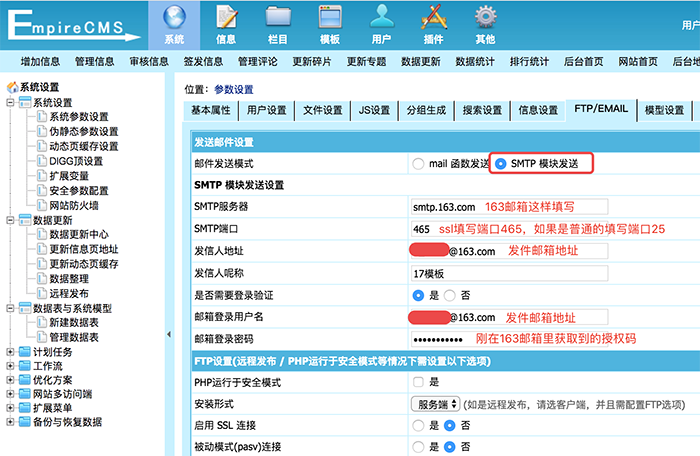 EmpireCMS
系统 信息 栏目 模板 用户 插件 其他 用户
增加信息 管理信息 审核信息 签发信息 管理评论 更新碎片 更新专题 数据更新 数据统计 排行统计 后台首页 网站首页 后台地
系统设置
系统设置
系统参数设置
伪静态参数设置
动态页缓存设置
DIGG顶设置
扩展变量
安全参数配置
网站防火墙
数据更新
数据更新中心
更新信息页地址
更新动态页缓存
数据整理
远程发布
数据表与系统模型
新建数据表
管理数据表
计划任务
工作流
优化方案
网站多访问端
扩展菜单
备份与恢复数据
位置: 参数设置
基本属性 用户设置 文件设置 JS设置 分组生成 搜索设置 信息设置 FTP/EMAIL 模型设置
发送邮件设置
邮件发送模式 mail 函数发送 SMTP 模块发送
SMTP 模块发送设置
SMTP服务器 smtp.163.com 163邮箱这样填写
SMTP端口 465 ssl填写端口465，如果是普通的填写端口25
发信人地址 @163.com 发件邮箱地址
发信人昵称 17模板
是否需要登录验证 是 否
邮箱登录用户名 @163.com 发件邮箱地址
邮箱登录密码 ••••••••••• 刚在163邮箱里获取到的授权码
FTP设置(远程发布 / PHP运行于安全模式等情况下需设置以下选项)
PHP运行于安全模式 是
安装形式 服务端 (如是远程发布，请选客户端，并且需配置FTP选项)
启用 SSL 连接 是 否
被动模式(pasv)连接 是 否